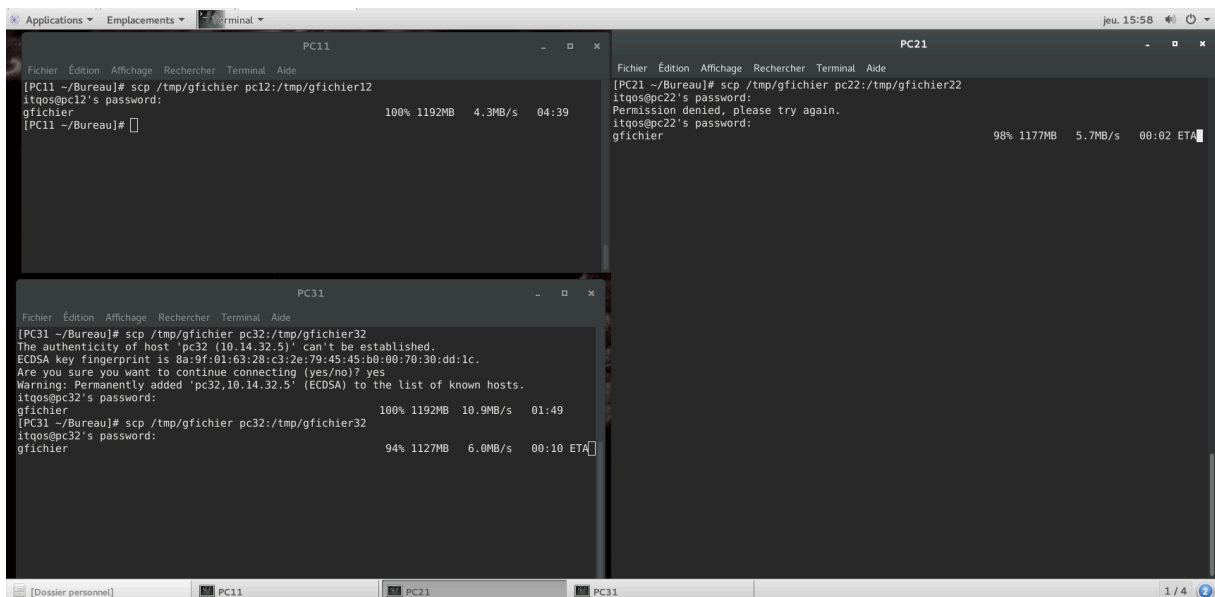 Applications Emplacements Terminal jeu. 15:58
PC11
Fichier Édition Affichage Rechercher Terminal Aide
[PC11 ~/Bureau]# scp /tmp/gfichier pc12:/tmp/gfichier12
itqos@pc12's password:
gfichier 100% 1192MB 4.3MB/s 04:39
[PC11 ~/Bureau]#
PC21
Fichier Édition Affichage Rechercher Terminal Aide
[PC21 ~/Bureau]# scp /tmp/gfichier pc22:/tmp/gfichier22
itqos@pc22's password:
Permission denied, please try again.
itqos@pc22's password:
gfichier 98% 1177MB 5.7MB/s 00:02 ETA
PC31
Fichier Édition Affichage Rechercher Terminal Aide
[PC31 ~/Bureau]# scp /tmp/gfichier pc32:/tmp/gfichier32
The authenticity of host 'pc32 (10.14.32.5)' can't be established.
ECDSA key fingerprint is 8a:9f:01:63:28:c3:2e:79:45:45:b0:00:70:30:dd:1c.
Are you sure you want to continue connecting (yes/no)? yes
Warning: Permanently added 'pc32,10.14.32.5' (ECDSA) to the list of known hosts.
itqos@pc32's password:
gfichier 100% 1192MB 10.9MB/s 01:49
[PC31 ~/Bureau]# scp /tmp/gfichier pc32:/tmp/gfichier32
itqos@pc32's password:
gfichier 94% 1127MB 6.0MB/s 00:10 ETA
[Dossier personnel] PC11 PC21 PC31 1 / 4 2